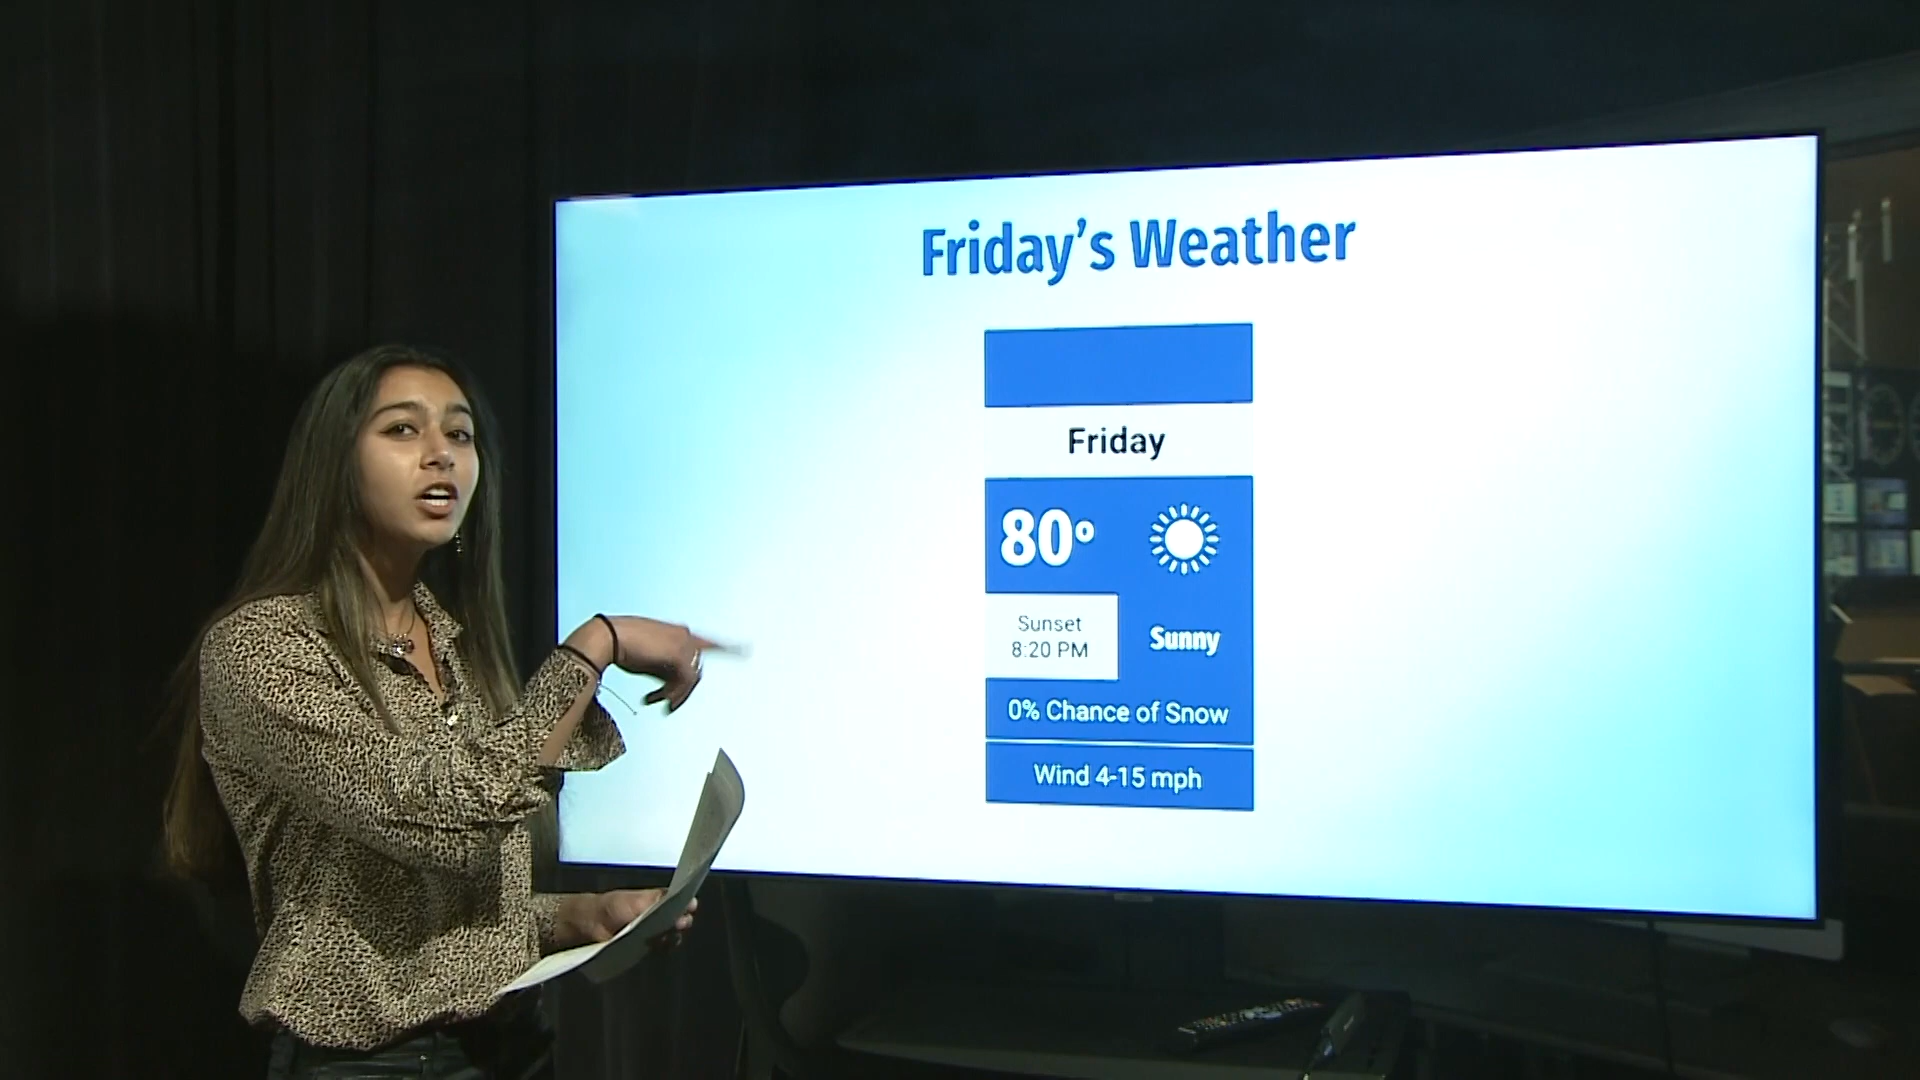 Friday's Weather
Friday
80°
Sunset
8:20 PM
Sunny
0% Chance of Snow
Wind 4-15 mph